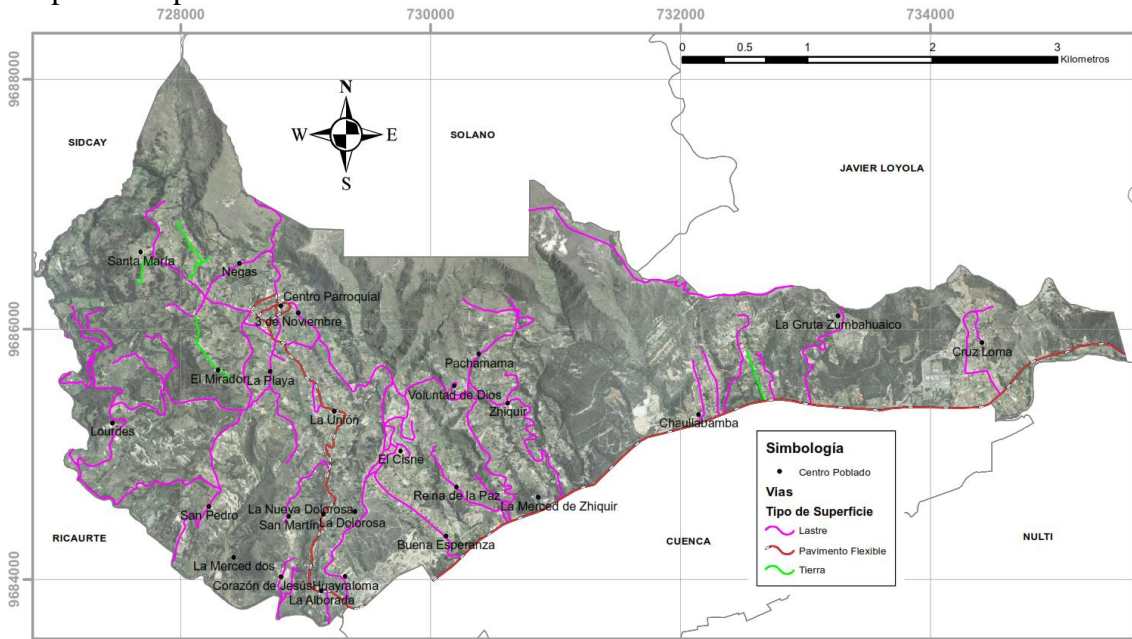 728000 730000 732000 734000
9688000
9686000
9684000
0 0.5 1 2 3
Kilometros
N
W E
S
SIDCAY
SOLANO
JAVIER LOYOLA
Santa María
Negas
Centro Parroquial
3 de Noviembre
La Gruta Zumbahuaico
Cruz Loma
Pachamama
El Mirador
La Playa
Voluntad de Dios
Zhiquir
La Unión
Chaullabamba
Lourdes
El Cisne
Reina de la Paz
La Merced de Zhiquir
San Pedro
La Nueva Dolorosa
San Martín
La Dolorosa
Buena Esperanza
RICAURTE
CUENCA
NULTI
La Merced dos
Corazón de Jesús
Huayraloma
La Alborada
Simbología
Centro Poblado
Vias
Tipo de Superficie
Lastre
Pavimento Flexible
Tierra